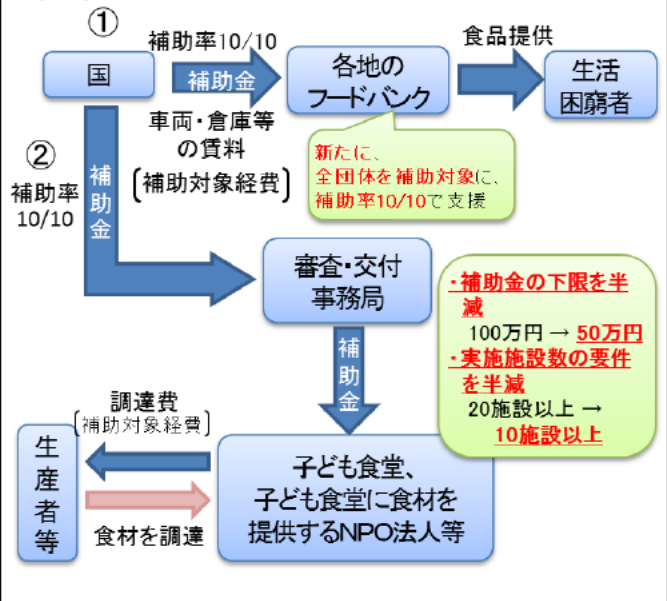 ①
補助率10/10
国
補助金
各地の
フードバンク
食品提供
生活
困窮者
車両・倉庫等
の賃料
〔補助対象経費〕
新たに、
全団体を補助対象に、
補助率10/10で支援
②
補助率
10/10
補助金
審査・交付
事務局
・補助金の下限を半
減
100万円 → 50万円
・実施施設数の要件
を半減
20施設以上 →
10施設以上
補助金
調達費
〔補助対象経費〕
生産者等
食材を調達
子ども食堂、
子ども食堂に食材を
提供するNPO法人等